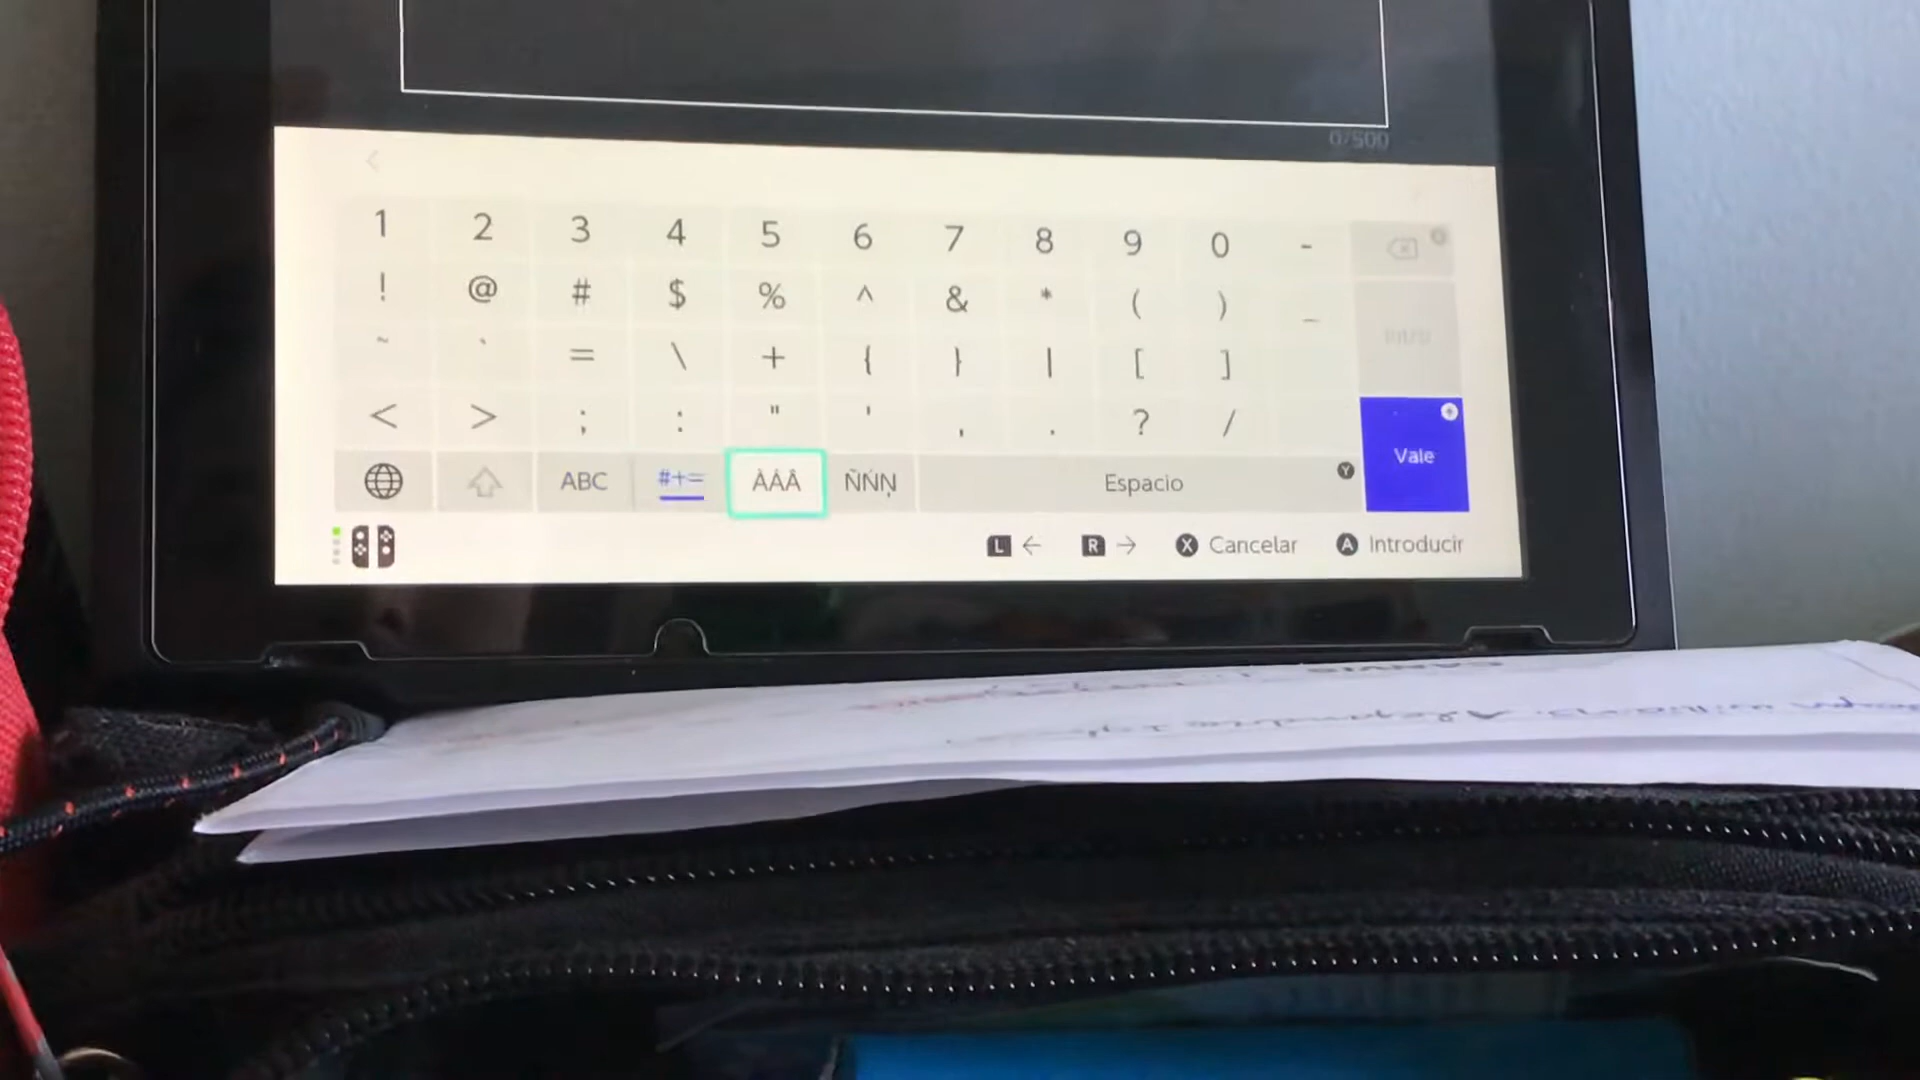 0/500
1 2 3 4 5 6 7 8 9 0 -
! @ # $ % ^ & * ( ) _
~ ` = \ + { } | [ ]
< > ; : " ' , . ? /
Intro
ABC #+= ÀÁÂ ÑŃŅ Espacio Y Vale
L ← R → X Cancelar A Introducir